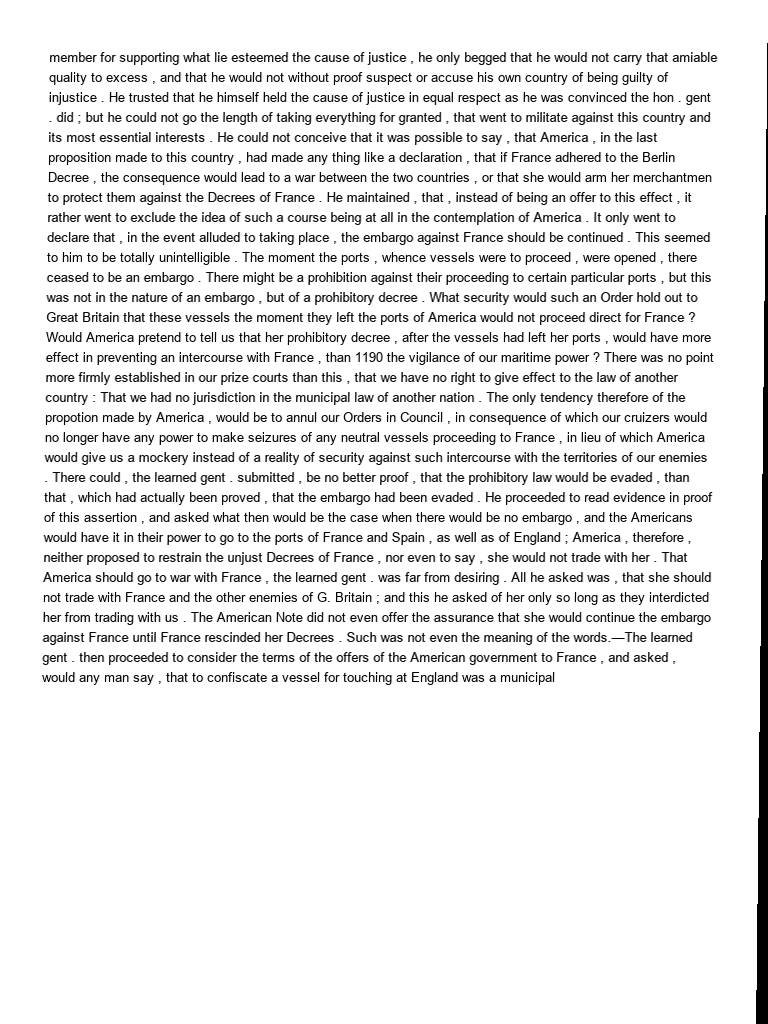 member for supporting what lie esteemed the cause of justice , he only begged that he would not carry that amiable
quality to excess , and that he would not without proof suspect or accuse his own country of being guilty of
injustice . He trusted that he himself held the cause of justice in equal respect as he was convinced the hon . gent
. did ; but he could not go the length of taking everything for granted , that went to militate against this country and
its most essential interests . He could not conceive that it was possible to say , that America , in the last
proposition made to this country , had made any thing like a declaration , that if France adhered to the Berlin
Decree , the consequence would lead to a war between the two countries , or that she would arm her merchantmen
to protect them against the Decrees of France . He maintained , that , instead of being an offer to this effect , it
rather went to exclude the idea of such a course being at all in the contemplation of America . It only went to
declare that , in the event alluded to taking place , the embargo against France should be continued . This seemed
to him to be totally unintelligible . The moment the ports , whence vessels were to proceed , were opened , there
ceased to be an embargo . There might be a prohibition against their proceeding to certain particular ports , but this
was not in the nature of an embargo , but of a prohibitory decree . What security would such an Order hold out to
Great Britain that these vessels the moment they left the ports of America would not proceed direct for France ?
Would America pretend to tell us that her prohibitory decree , after the vessels had left her ports , would have more
effect in preventing an intercourse with France , than 1190 the vigilance of our maritime power ? There was no point
more firmly established in our prize courts than this , that we have no right to give effect to the law of another
country : That we had no jurisdiction in the municipal law of another nation . The only tendency therefore of the
propotion made by America , would be to annul our Orders in Council , in consequence of which our cruizers would
no longer have any power to make seizures of any neutral vessels proceeding to France , in lieu of which America
would give us a mockery instead of a reality of security against such intercourse with the territories of our enemies
. There could , the learned gent . submitted , be no better proof , that the prohibitory law would be evaded , than
that , which had actually been proved , that the embargo had been evaded . He proceeded to read evidence in proof
of this assertion , and asked what then would be the case when there would be no embargo , and the Americans
would have it in their power to go to the ports of France and Spain , as well as of England ; America , therefore ,
neither proposed to restrain the unjust Decrees of France , nor even to say , she would not trade with her . That
America should go to war with France , the learned gent . was far from desiring . All he asked was , that she should
not trade with France and the other enemies of G. Britain ; and this he asked of her only so long as they interdicted
her from trading with us . The American Note did not even offer the assurance that she would continue the embargo
against France until France rescinded her Decrees . Such was not even the meaning of the words.—The learned
gent . then proceeded to consider the terms of the offers of the American government to France , and asked ,
would any man say , that to confiscate a vessel for touching at England was a municipal